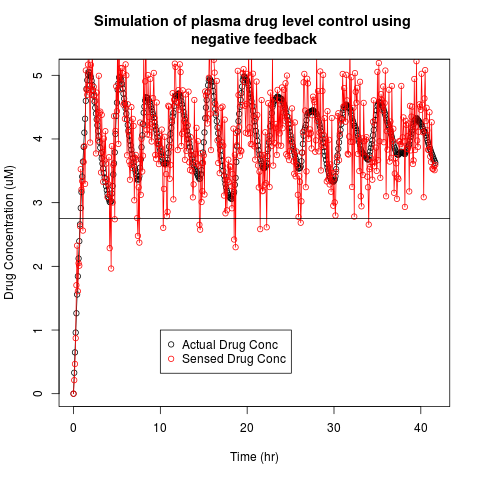 Simulation of plasma drug level control using
negative feedback
Drug Concentration (uM)
5
4
3
2
1
0
Actual Drug Conc
Sensed Drug Conc
0 10 20 30 40
Time (hr)